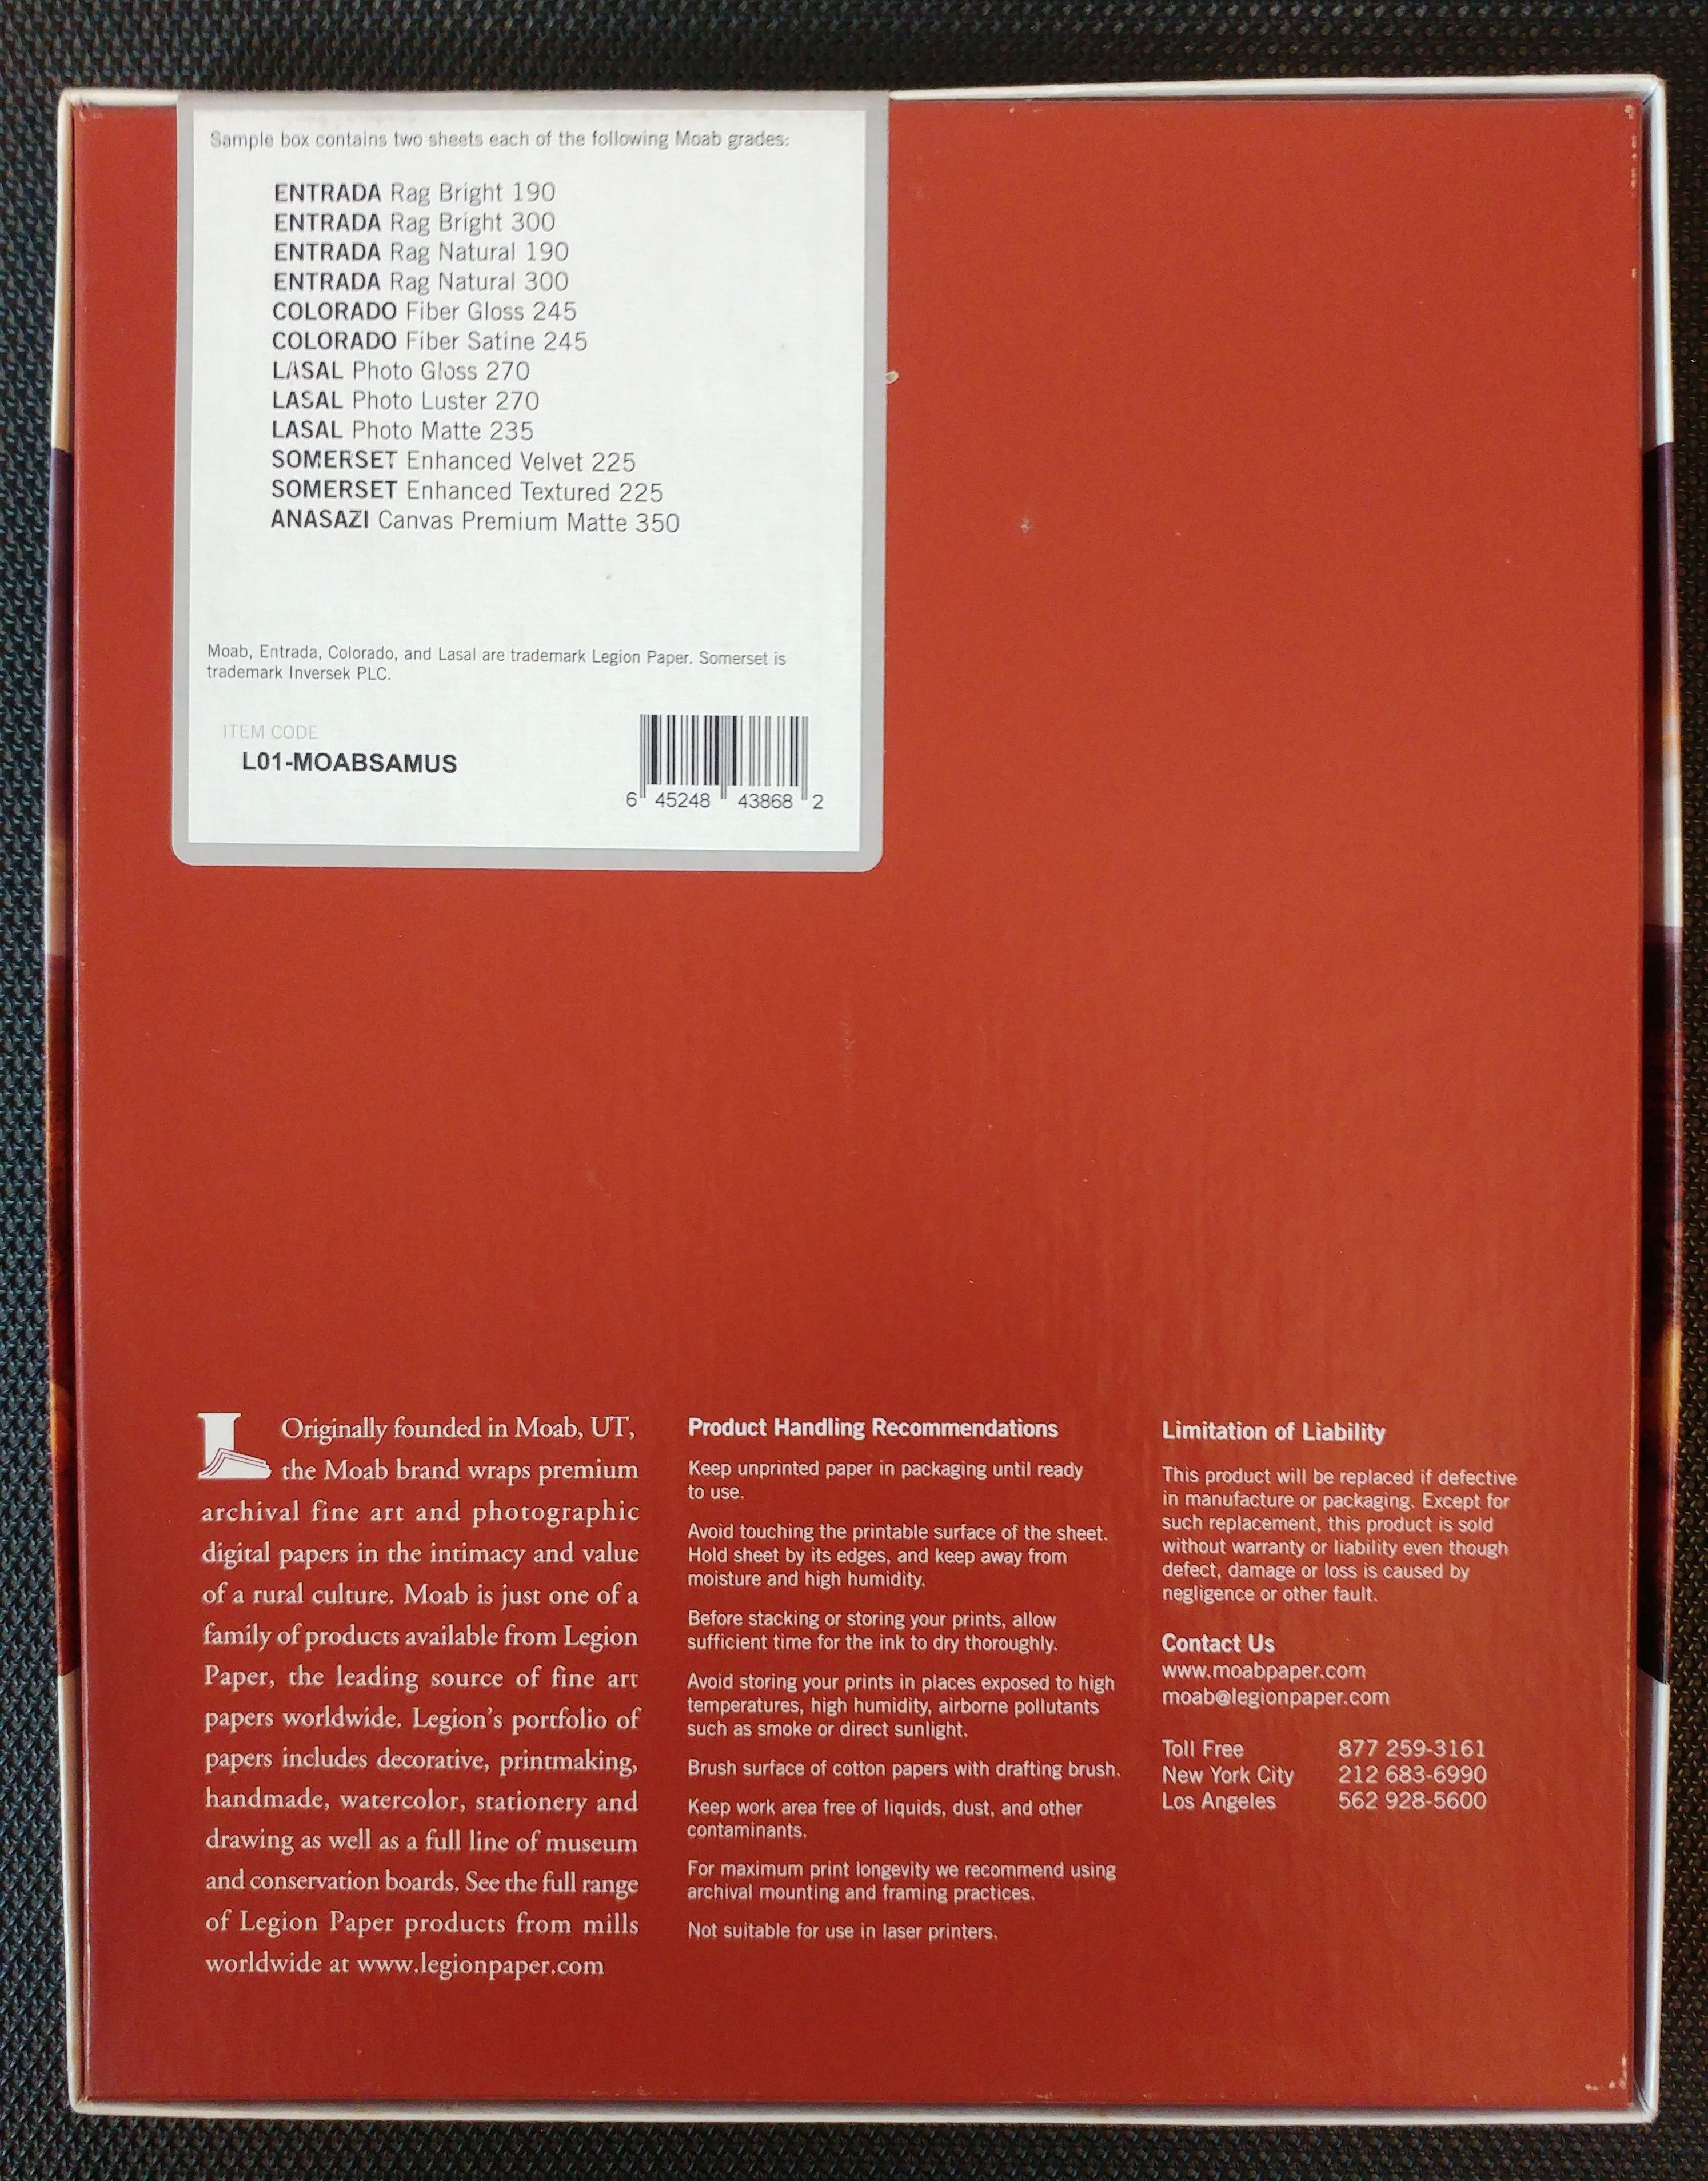 Sample box contains two sheets each of the following Moab grades:
ENTRADA Rag Bright 190
ENTRADA Rag Bright 300
ENTRADA Rag Natural 190
ENTRADA Rag Natural 300
COLORADO Fiber Gloss 245
COLORADO Fiber Satine 245
LASAL Photo Gloss 270
LASAL Photo Luster 270
LASAL Photo Matte 235
SOMERSET Enhanced Velvet 225
SOMERSET Enhanced Textured 225
ANASAZI Canvas Premium Matte 350
Moab, Entrada, Colorado, and Lasal are trademark Legion Paper. Somerset is
trademark Inversek PLC.
ITEM CODE
L01-MOABSAMUS
6 45248 43868 2
Originally founded in Moab, UT,
the Moab brand wraps premium
archival fine art and photographic
digital papers in the intimacy and value
of a rural culture. Moab is just one of a
family of products available from Legion
Paper, the leading source of fine art
papers worldwide. Legion's portfolio of
papers includes decorative, printmaking,
handmade, watercolor, stationery and
drawing as well as a full line of museum
and conservation boards. See the full range
of Legion Paper products from mills
worldwide at www.legionpaper.com
Product Handling Recommendations
Keep unprinted paper in packaging until ready
to use.
Avoid touching the printable surface of the sheet.
Hold sheet by its edges, and keep away from
moisture and high humidity.
Before stacking or storing your prints, allow
sufficient time for the ink to dry thoroughly.
Avoid storing your prints in places exposed to high
temperatures, high humidity, airborne pollutants
such as smoke or direct sunlight.
Brush surface of cotton papers with drafting brush.
Keep work area free of liquids, dust, and other
contaminants.
For maximum print longevity we recommend using
archival mounting and framing practices.
Not suitable for use in laser printers.
Limitation of Liability
This product will be replaced if defective
in manufacture or packaging. Except for
such replacement, this product is sold
without warranty or liability even though
defect, damage or loss is caused by
negligence or other fault.
Contact Us
www.moabpaper.com
moab@legionpaper.com
Toll Free 877 259-3161
New York City 212 683-6990
Los Angeles 562 928-5600